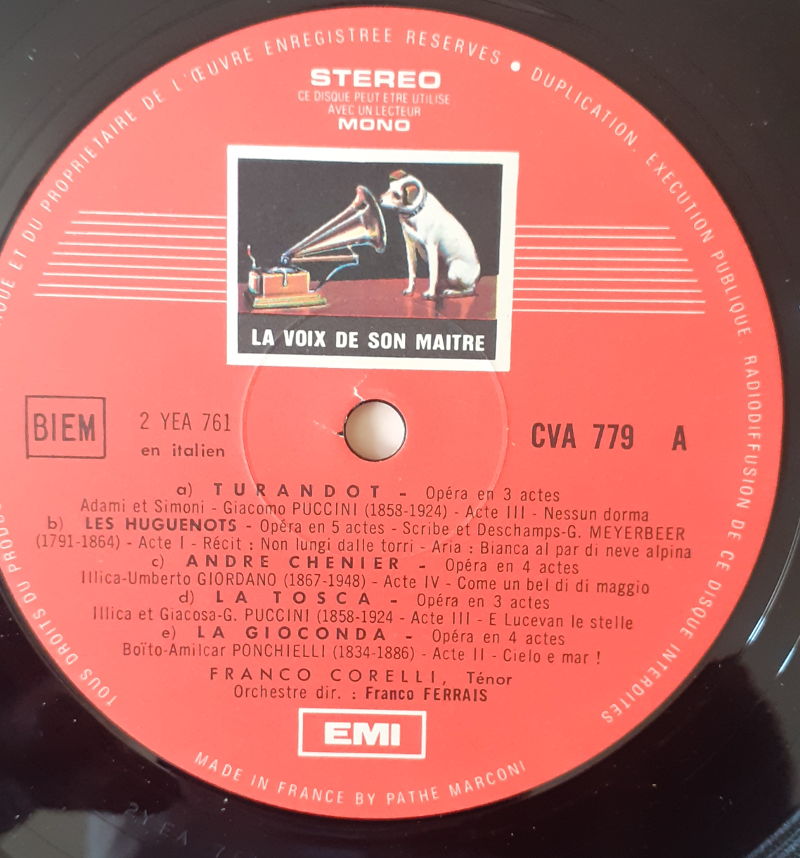 TOUS DROITS DU PROD
IQUE ET DU PROPRIETAIRE DE L'ŒUVRE ENREGISTREE RESERVES • DUPLICATION, EXECUTION PUBLIQUE RADIODIFFUSION DE CE DISQUE INTERDITES
STEREO
CE DISQUE PEUT ETRE UTILISE
AVEC UN LECTEUR
MONO
LA VOIX DE SON MAITRE
BIEM
2 YEA 761
en italien
CVA 779 A
a) TURANDOT - Opéra en 3 actes
Adami et Simoni - Giacomo PUCCINI (1858-1924) - Acte III - Nessun dorma
b) LES HUGUENOTS - Opéra en 5 actes - Scribe et Deschamps-G. MEYERBEER
(1791-1864) - Acte I - Récit : Non lungi dalle torri - Aria : Bianca al par di neve alpina
c) ANDRE CHENIER - Opéra en 4 actes
Illica-Umberto GIORDANO (1867-1948) - Acte IV - Come un bel di di maggio
d) LA TOSCA - Opéra en 3 actes
Illica et Giacosa-G. PUCCINI (1858-1924 - Acte III - E Lucevan le stelle
e) LA GIOCONDA - Opéra en 4 actes
Boïto-Amilcar PONCHIELLI (1834-1886) - Acte II - Cielo e mar !
FRANCO CORELLI, Ténor
Orchestre dir. : Franco FERRAIS
EMI
MADE IN FRANCE BY PATHE MARCONI
2YEA